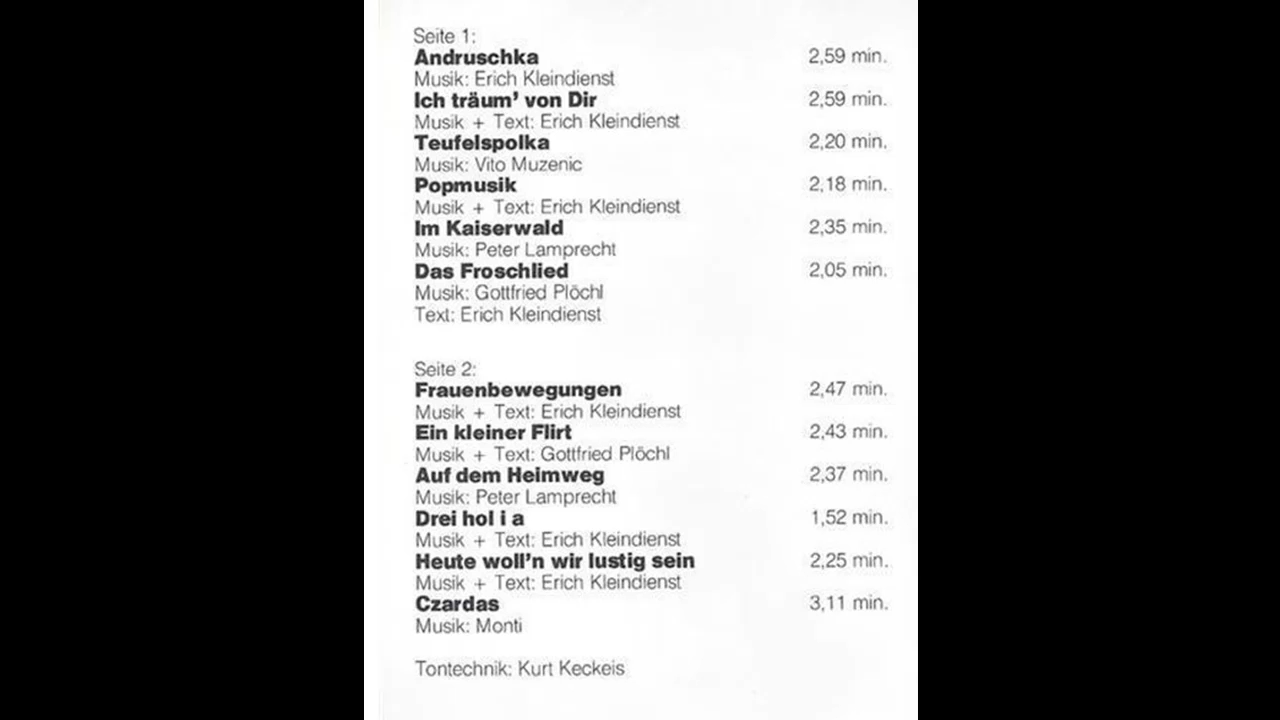 Seite 1:
Andruschka 2,59 min.
Musik: Erich Kleindienst
Ich träum' von Dir 2,59 min.
Musik + Text: Erich Kleindienst
Teufelspolka 2,20 min.
Musik: Vito Muzenic
Popmusik 2,18 min.
Musik + Text: Erich Kleindienst
Im Kaiserwald 2,35 min.
Musik: Peter Lamprecht
Das Froschlied 2,05 min.
Musik: Gottfried Plöchl
Text: Erich Kleindienst
Seite 2:
Frauenbewegungen 2,47 min.
Musik + Text: Erich Kleindienst
Ein kleiner Flirt 2,43 min.
Musik + Text: Gottfried Plöchl
Auf dem Heimweg 2,37 min.
Musik: Peter Lamprecht
Drei hol i a 1,52 min.
Musik + Text: Erich Kleindienst
Heute woll'n wir lustig sein 2,25 min.
Musik + Text: Erich Kleindienst
Czardas 3,11 min.
Musik: Monti
Tontechnik: Kurt Keckeis